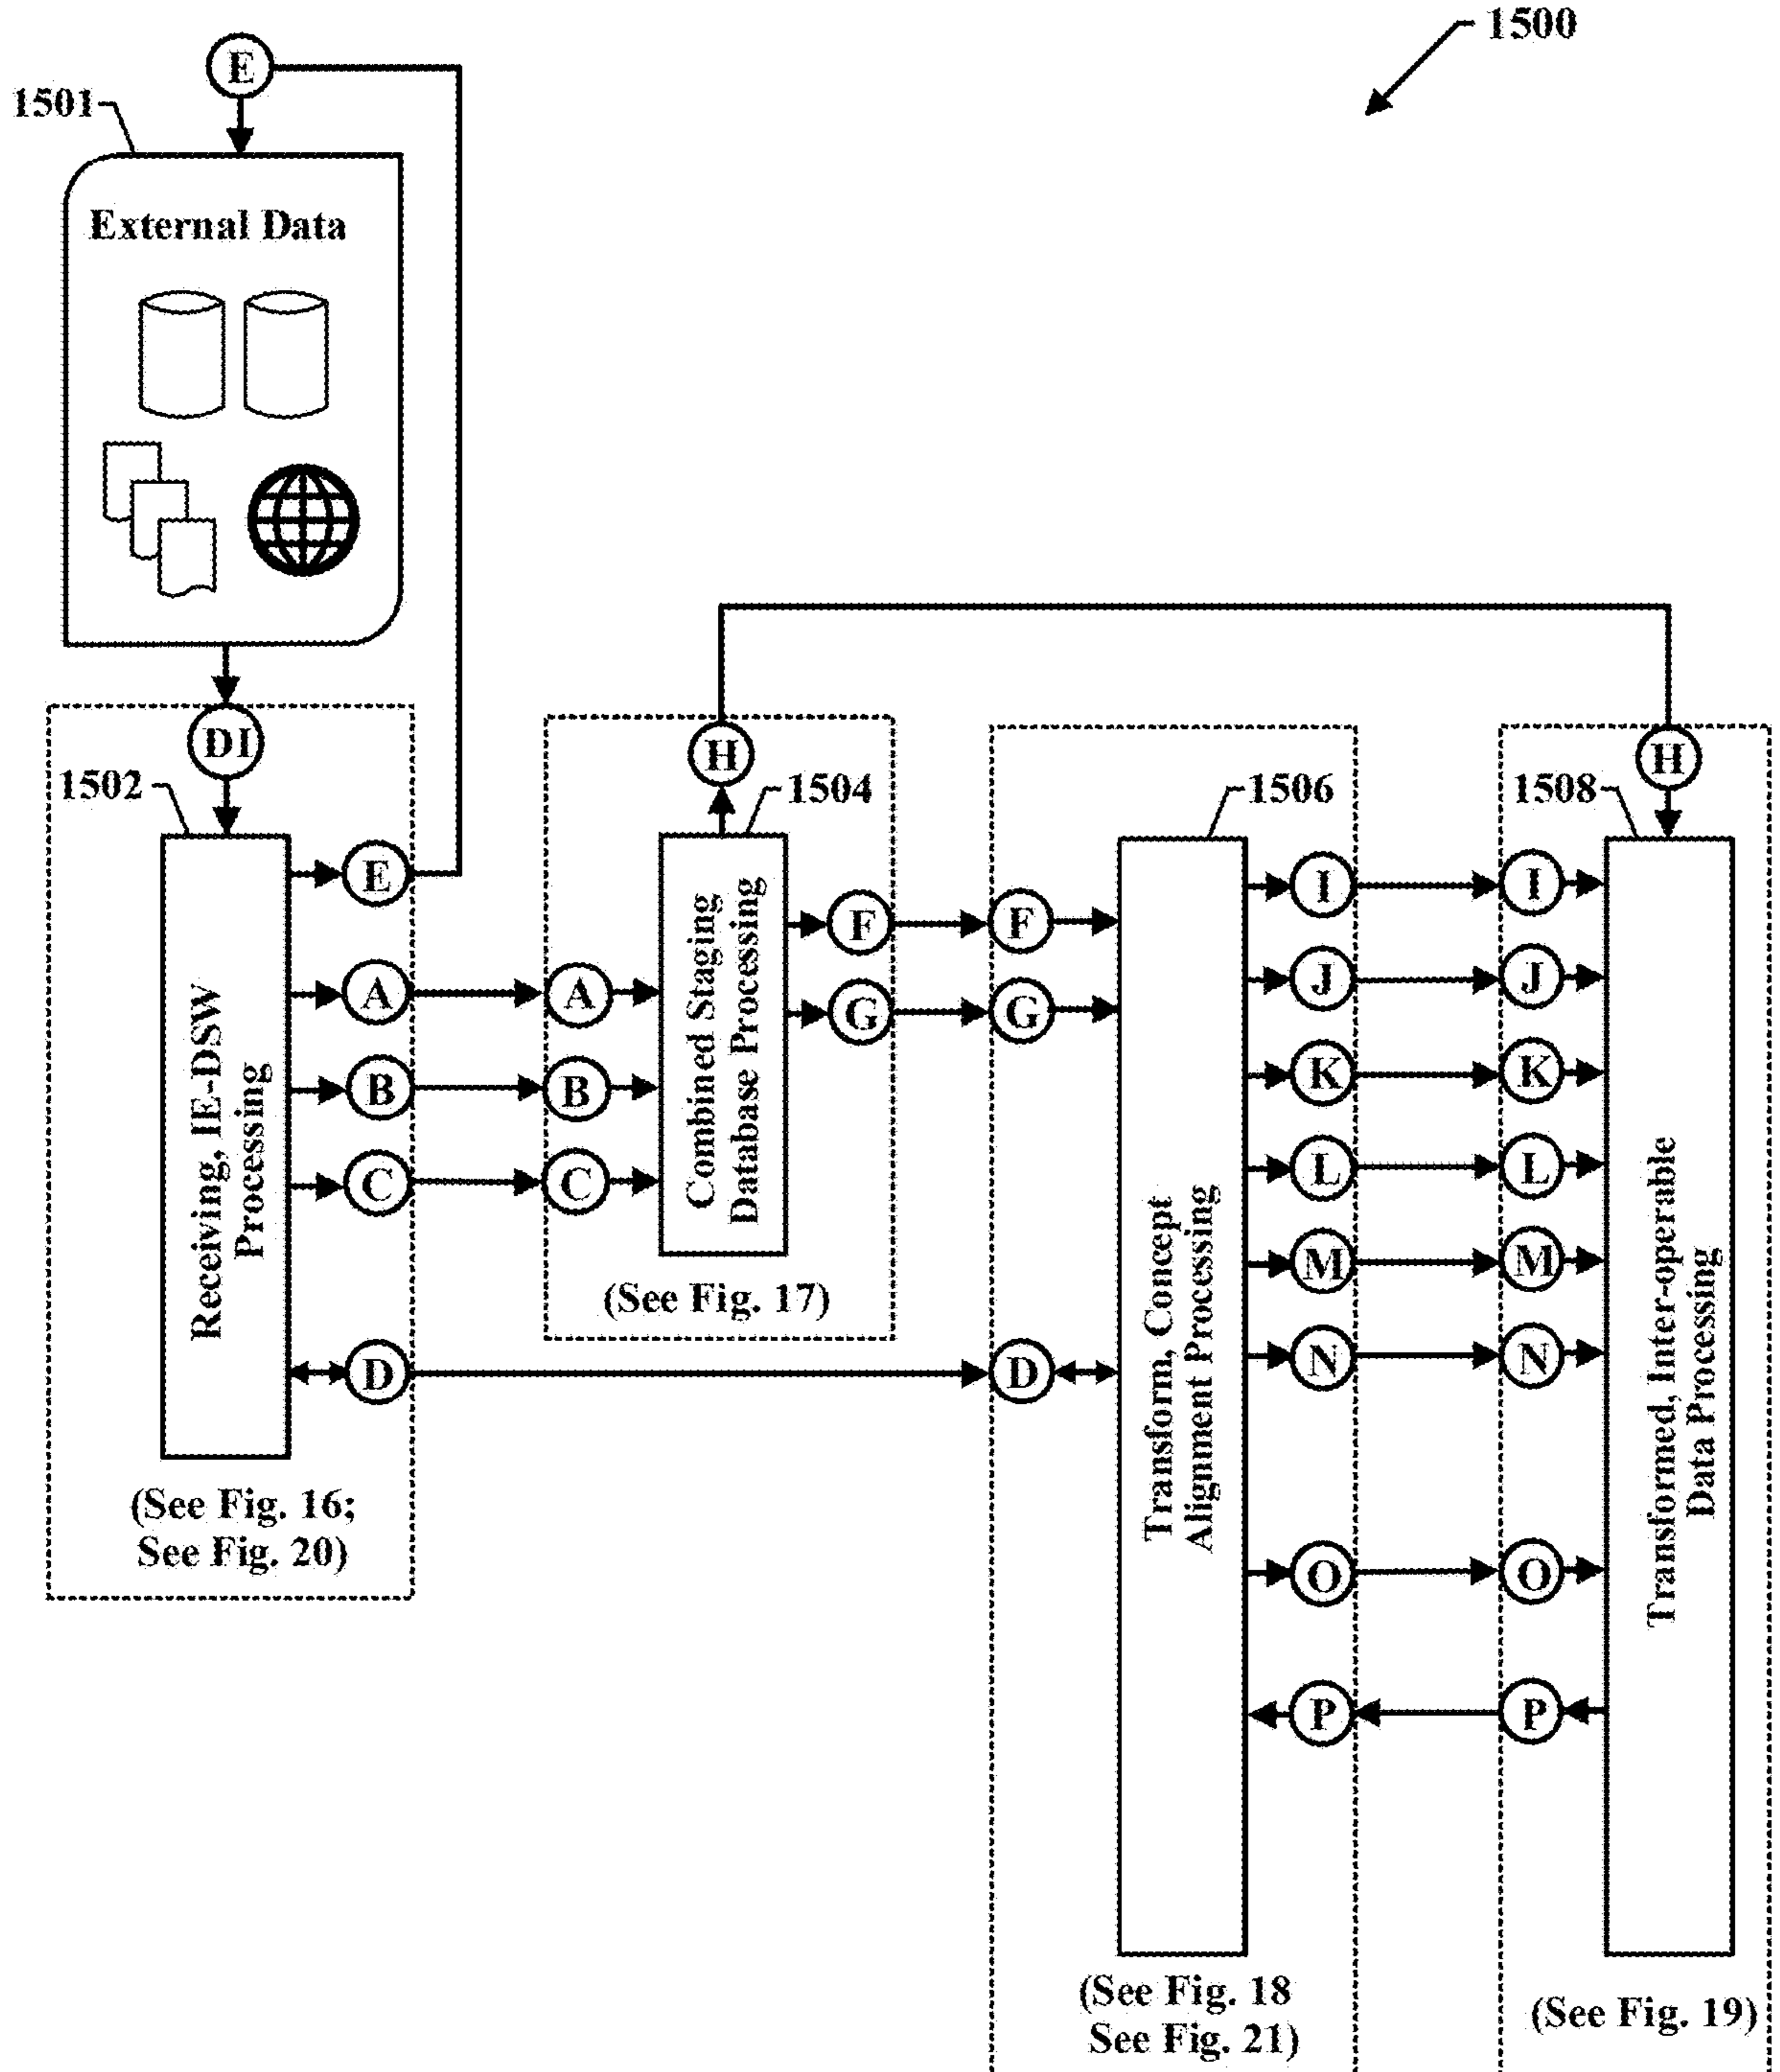 1500
E
1501
External Data
DI
1502
H
1504
1506
1508
H
Receiving, IE-DSW
Processing
E
A
B
C
D
(See Fig. 16;
See Fig. 20)
A
B
C
Combined Staging
Database Processing
F
G
(See Fig. 17)
F
G
D
Transform, Concept
Alignment Processing
I
J
K
L
M
N
O
P
(See Fig. 18
See Fig. 21)
I
J
K
L
M
N
O
P
Transformed, Inter-operable
Data Processing
(See Fig. 19)